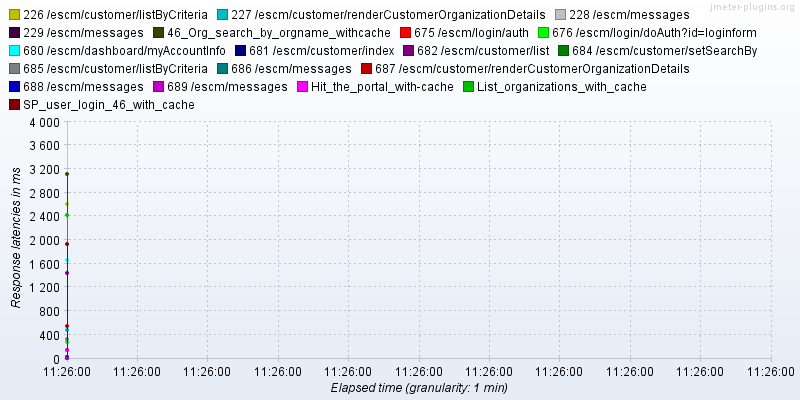 jmeter-plugins.org
226 /escm/customer/listByCriteria 227 /escm/customer/renderCustomerOrganizationDetails 228 /escm/messages
229 /escm/messages 46_Org_search_by_orgname_withcache 675 /escm/login/auth 676 /escm/login/doAuth?id=loginform
680 /escm/dashboard/myAccountInfo 681 /escm/customer/index 682 /escm/customer/list 684 /escm/customer/setSearchBy
685 /escm/customer/listByCriteria 686 /escm/messages 687 /escm/customer/renderCustomerOrganizationDetails
688 /escm/messages 689 /escm/messages Hit_the_portal_with-cache List_organizations_with_cache
SP_user_login_46_with_cache
4 000
3 600
3 200
2 800
2 400
2 000
1 600
1 200
800
400
0
Response latencies in ms
11:26:00 11:26:00 11:26:00 11:26:00 11:26:00 11:26:00 11:26:00 11:26:00 11:26:00 11:26:00 11:26:00
Elapsed time (granularity: 1 min)